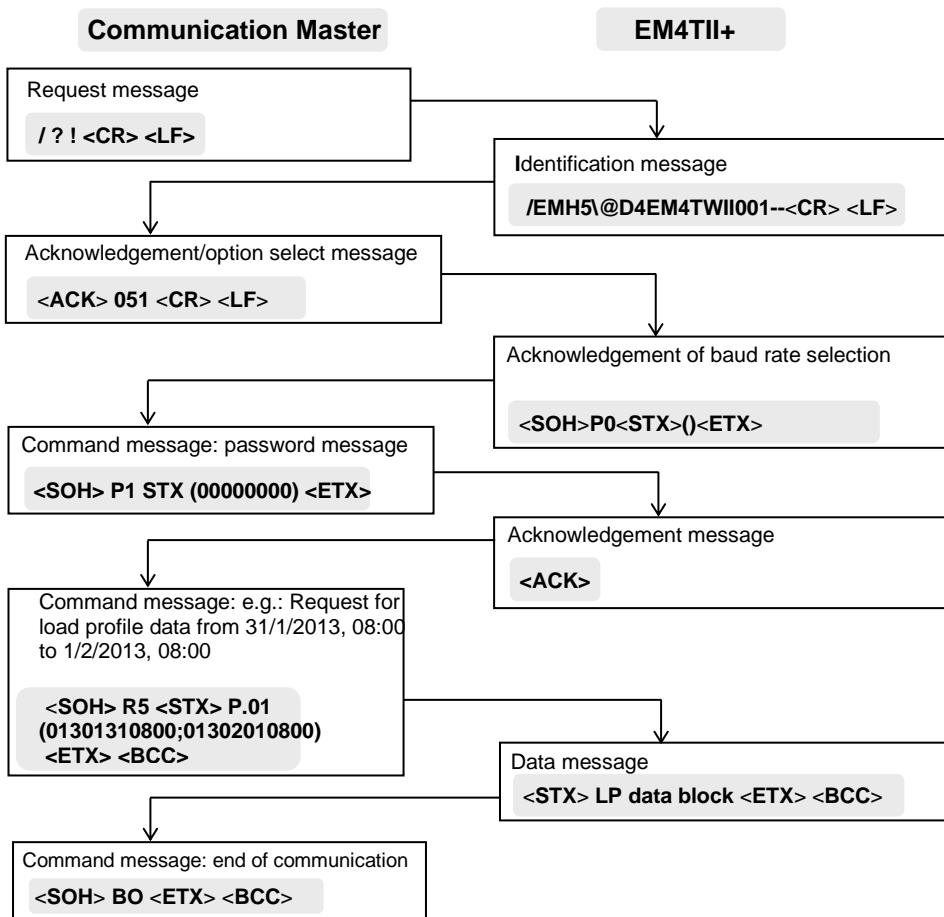 Communication Master
EM4TII+
Request message
/ ? ! <CR> <LF>
Identification message
/EMH5\@D4EM4TWII001--<CR> <LF>
Acknowledgement/option select message
<ACK> 051 <CR> <LF>
Acknowledgement of baud rate selection
<SOH>P0<STX>()<ETX>
Command message: password message
<SOH> P1 STX (00000000) <ETX>
Acknowledgement message
<ACK>
Command message: e.g.: Request for
load profile data from 31/1/2013, 08:00
to 1/2/2013, 08:00
<SOH> R5 <STX> P.01
(01301310800;01302010800)
<ETX> <BCC>
Data message
<STX> LP data block <ETX> <BCC>
Command message: end of communication
<SOH> BO <ETX> <BCC>